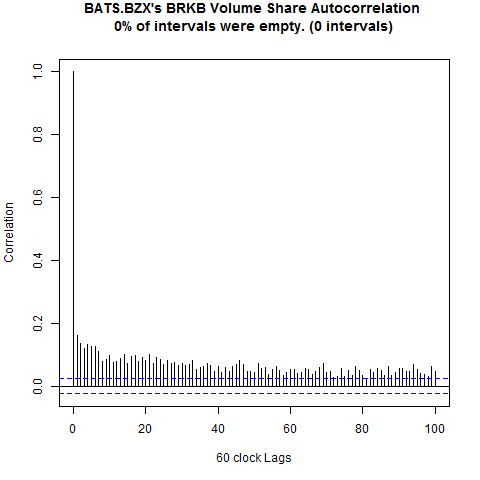 BATS.BZX's BRKB Volume Share Autocorrelation
0% of intervals were empty. (0 intervals)
1.0
0.8
0.6
0.4
0.2
0.0
Correlation
0 20 40 60 80 100
60 clock Lags